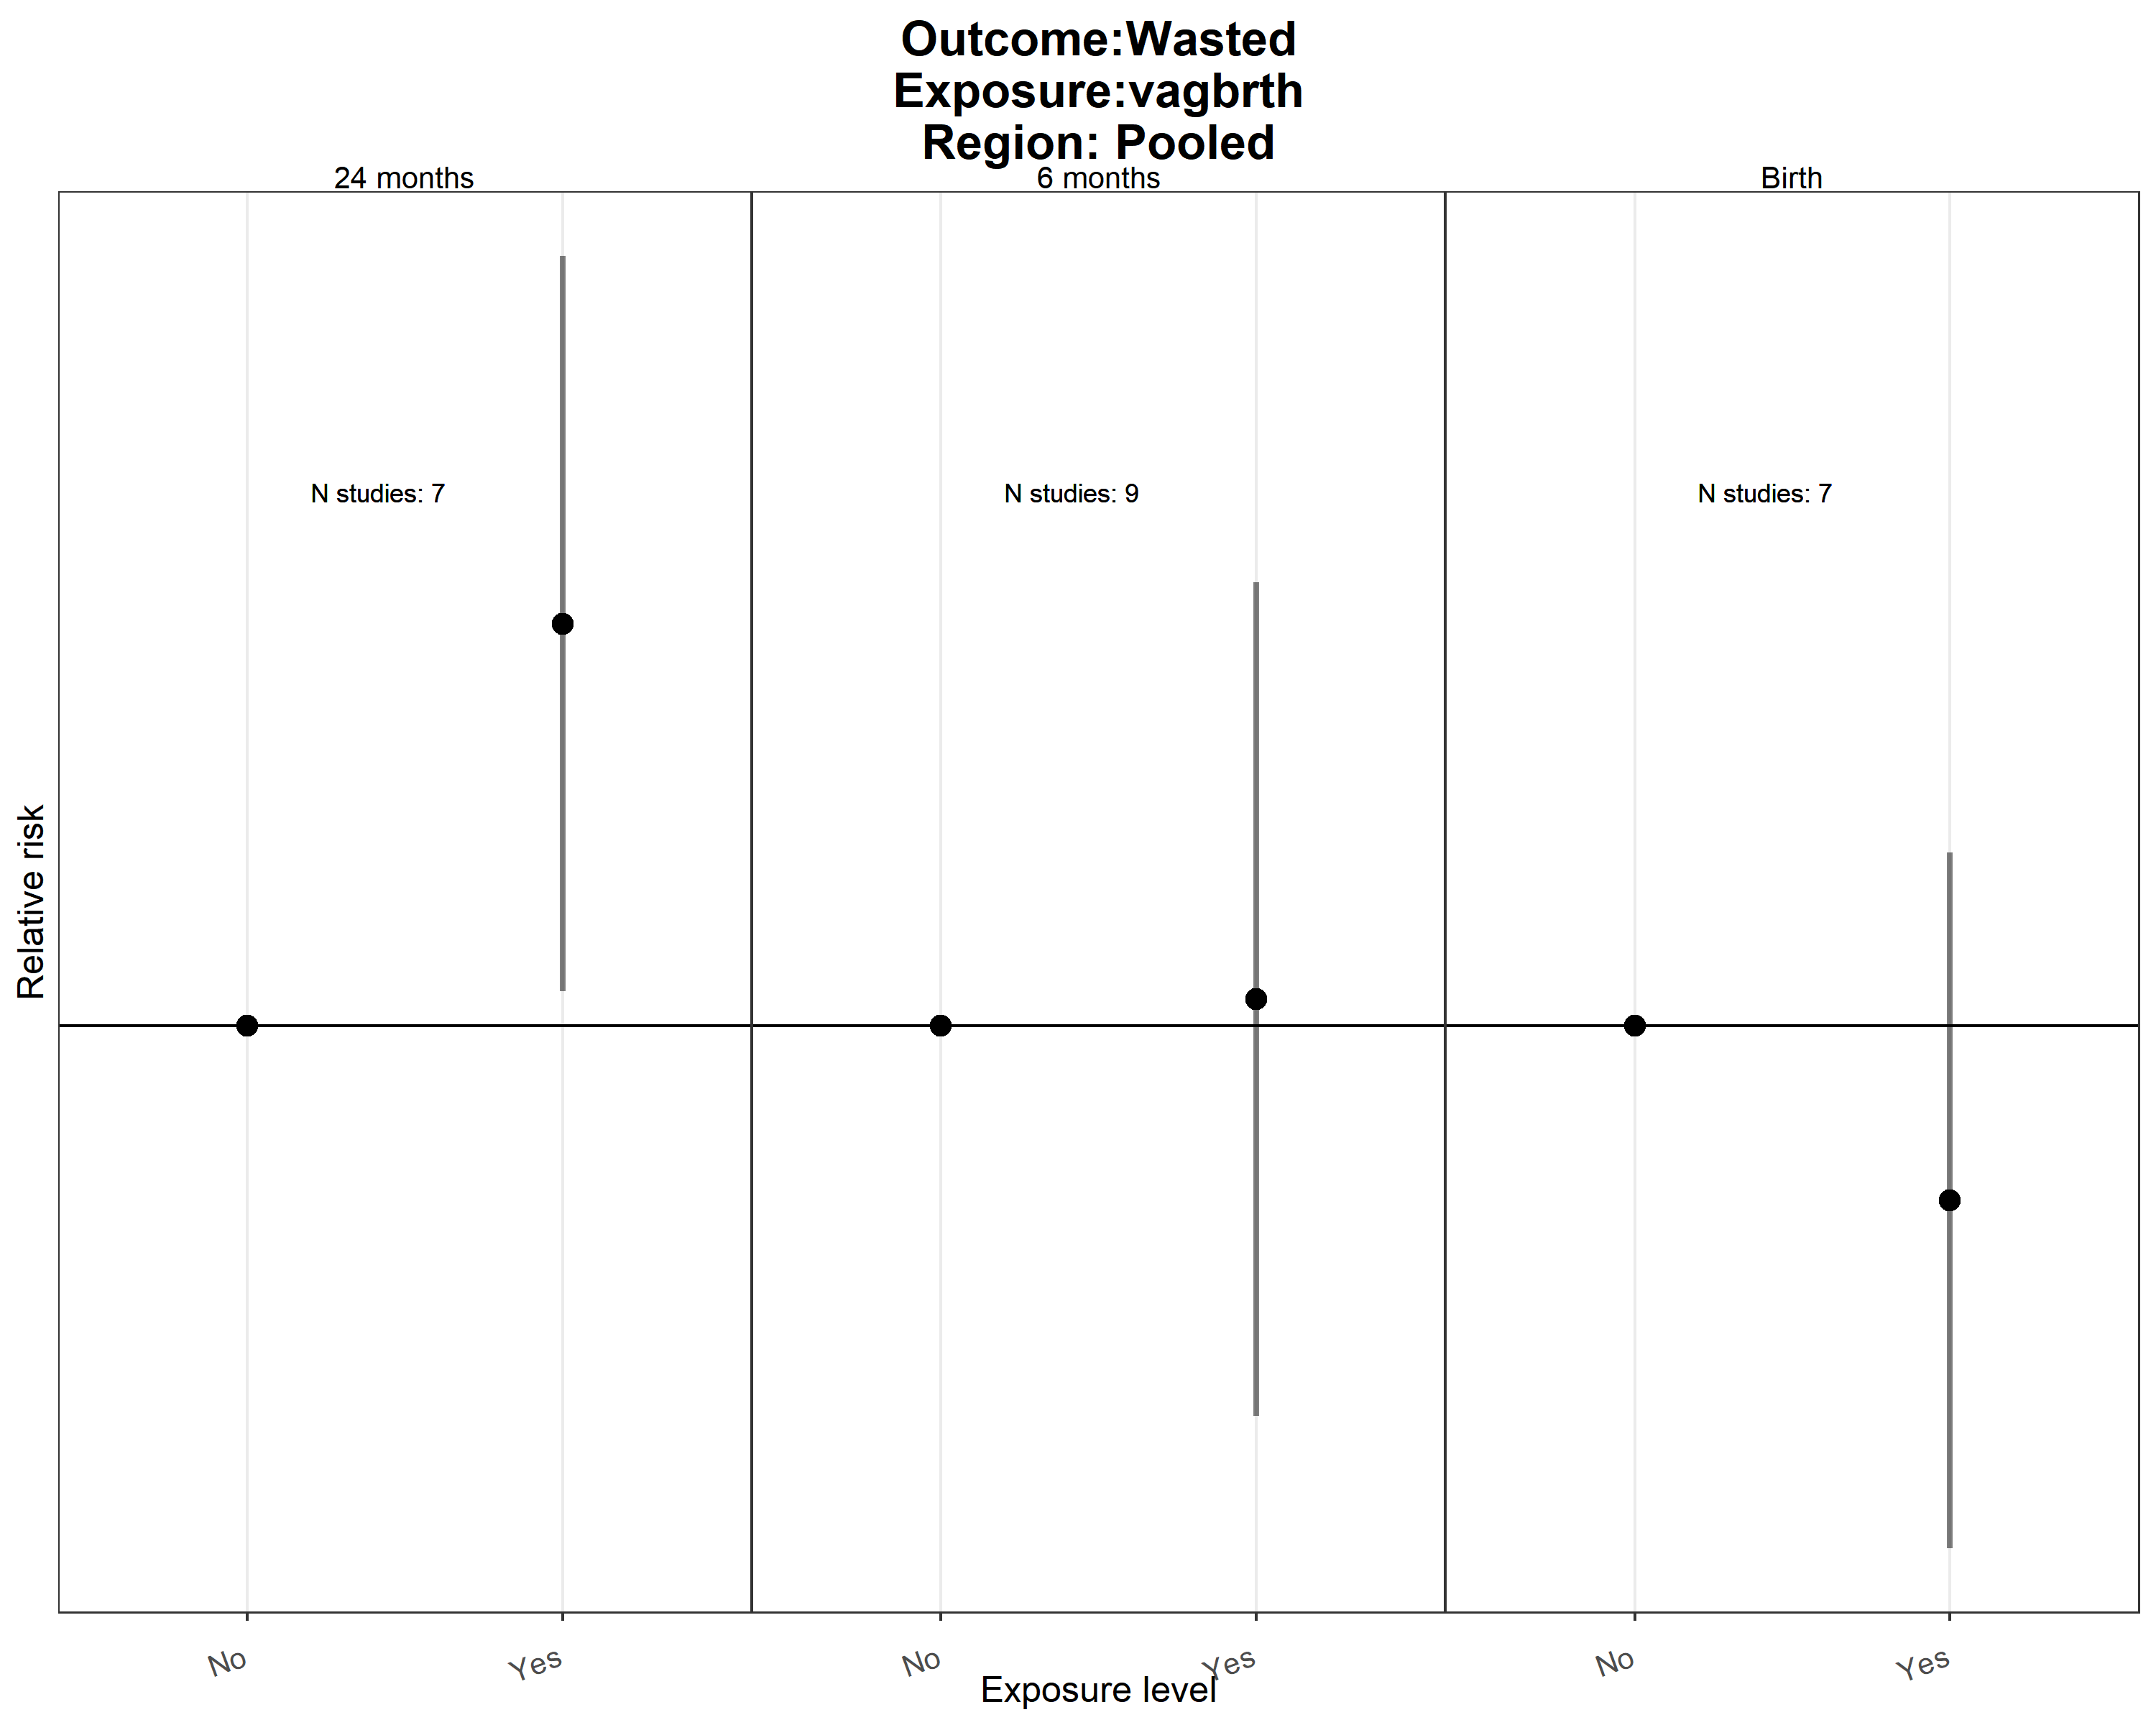 Outcome:Wasted
Exposure:vagbrth
Region: Pooled
24 months
6 months
Birth
N studies: 7
N studies: 9
N studies: 7
Relative risk
No
Yes
No
Yes
No
Yes
Exposure level